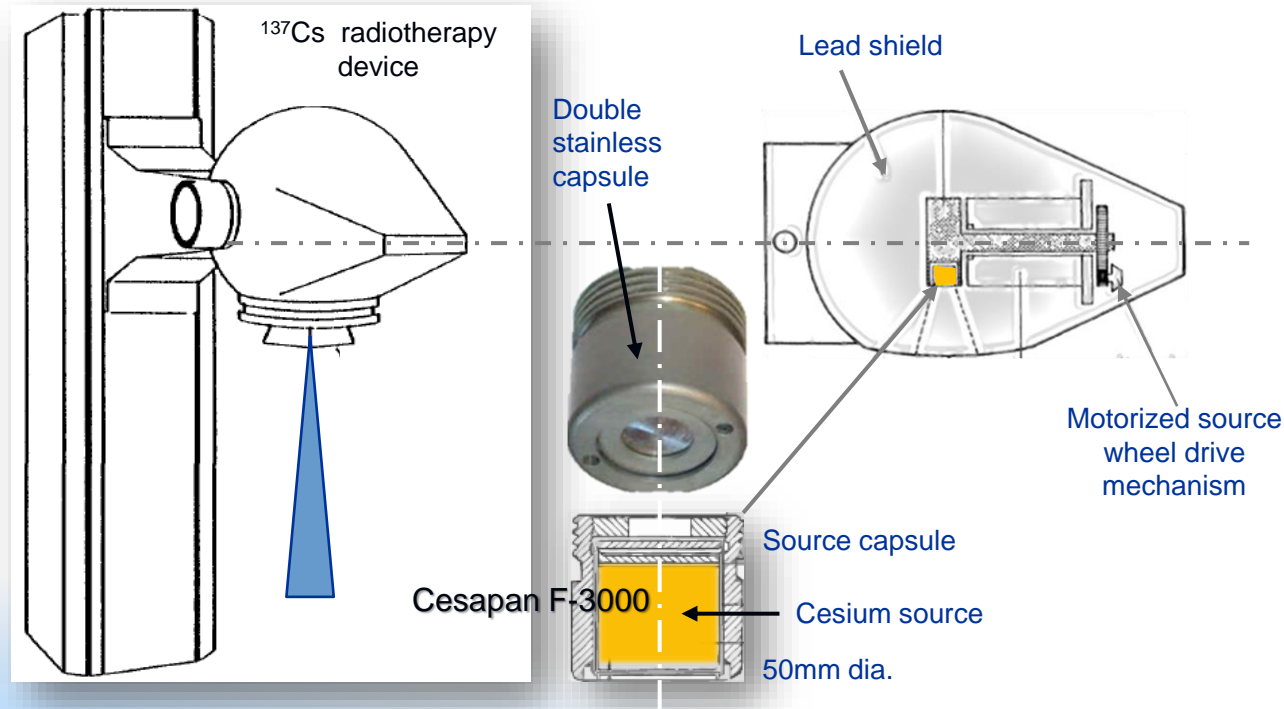 ¹³⁷Cs radiotherapy
device
Double
stainless
capsule
Lead shield
Motorized source
wheel drive
mechanism
Source capsule
Cesapan F-3000
Cesium source
50mm dia.